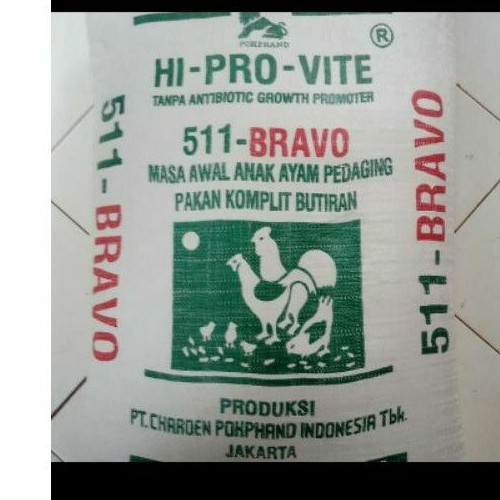 POKPHAND
®
HI-PRO-VITE
TANPA ANTIBIOTIC GROWTH PROMOTER
511-BRAVO
MASA AWAL ANAK AYAM PEDAGING
PAKAN KOMPLIT BUTIRAN
511-BRAVO
511-BRAVO
PRODUKSI
PT. CHAROEN POKPHAND INDONESIA Tbk.
JAKARTA